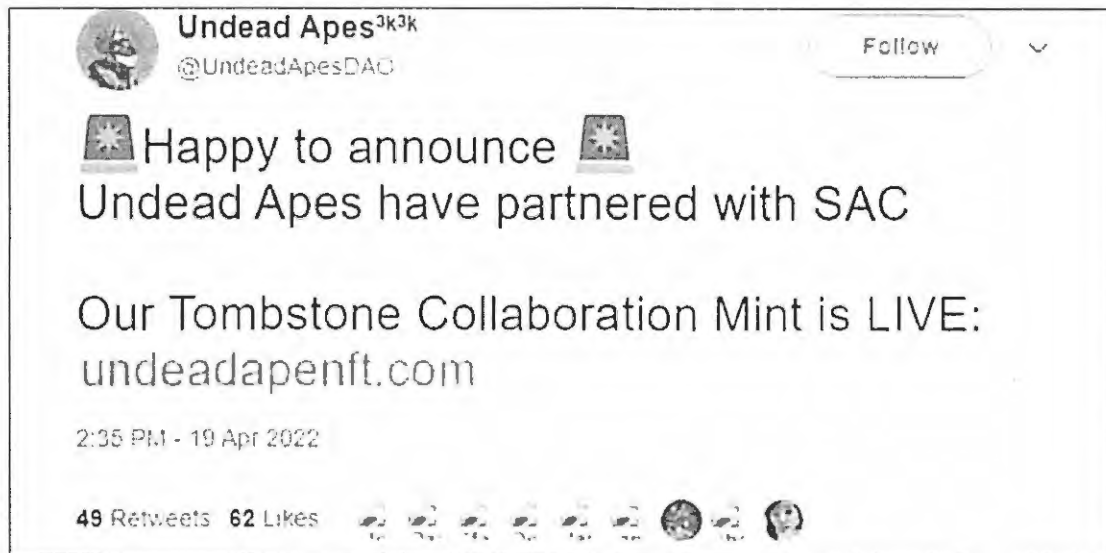 Undead Apes³ᵏ³ᵏ
@UndeadApesDAO
Follow
🚨Happy to announce 🚨
Undead Apes have partnered with SAC
Our Tombstone Collaboration Mint is LIVE:
undeadapenft.com
2:35 PM - 19 Apr 2022
49 Retweets 62 Likes